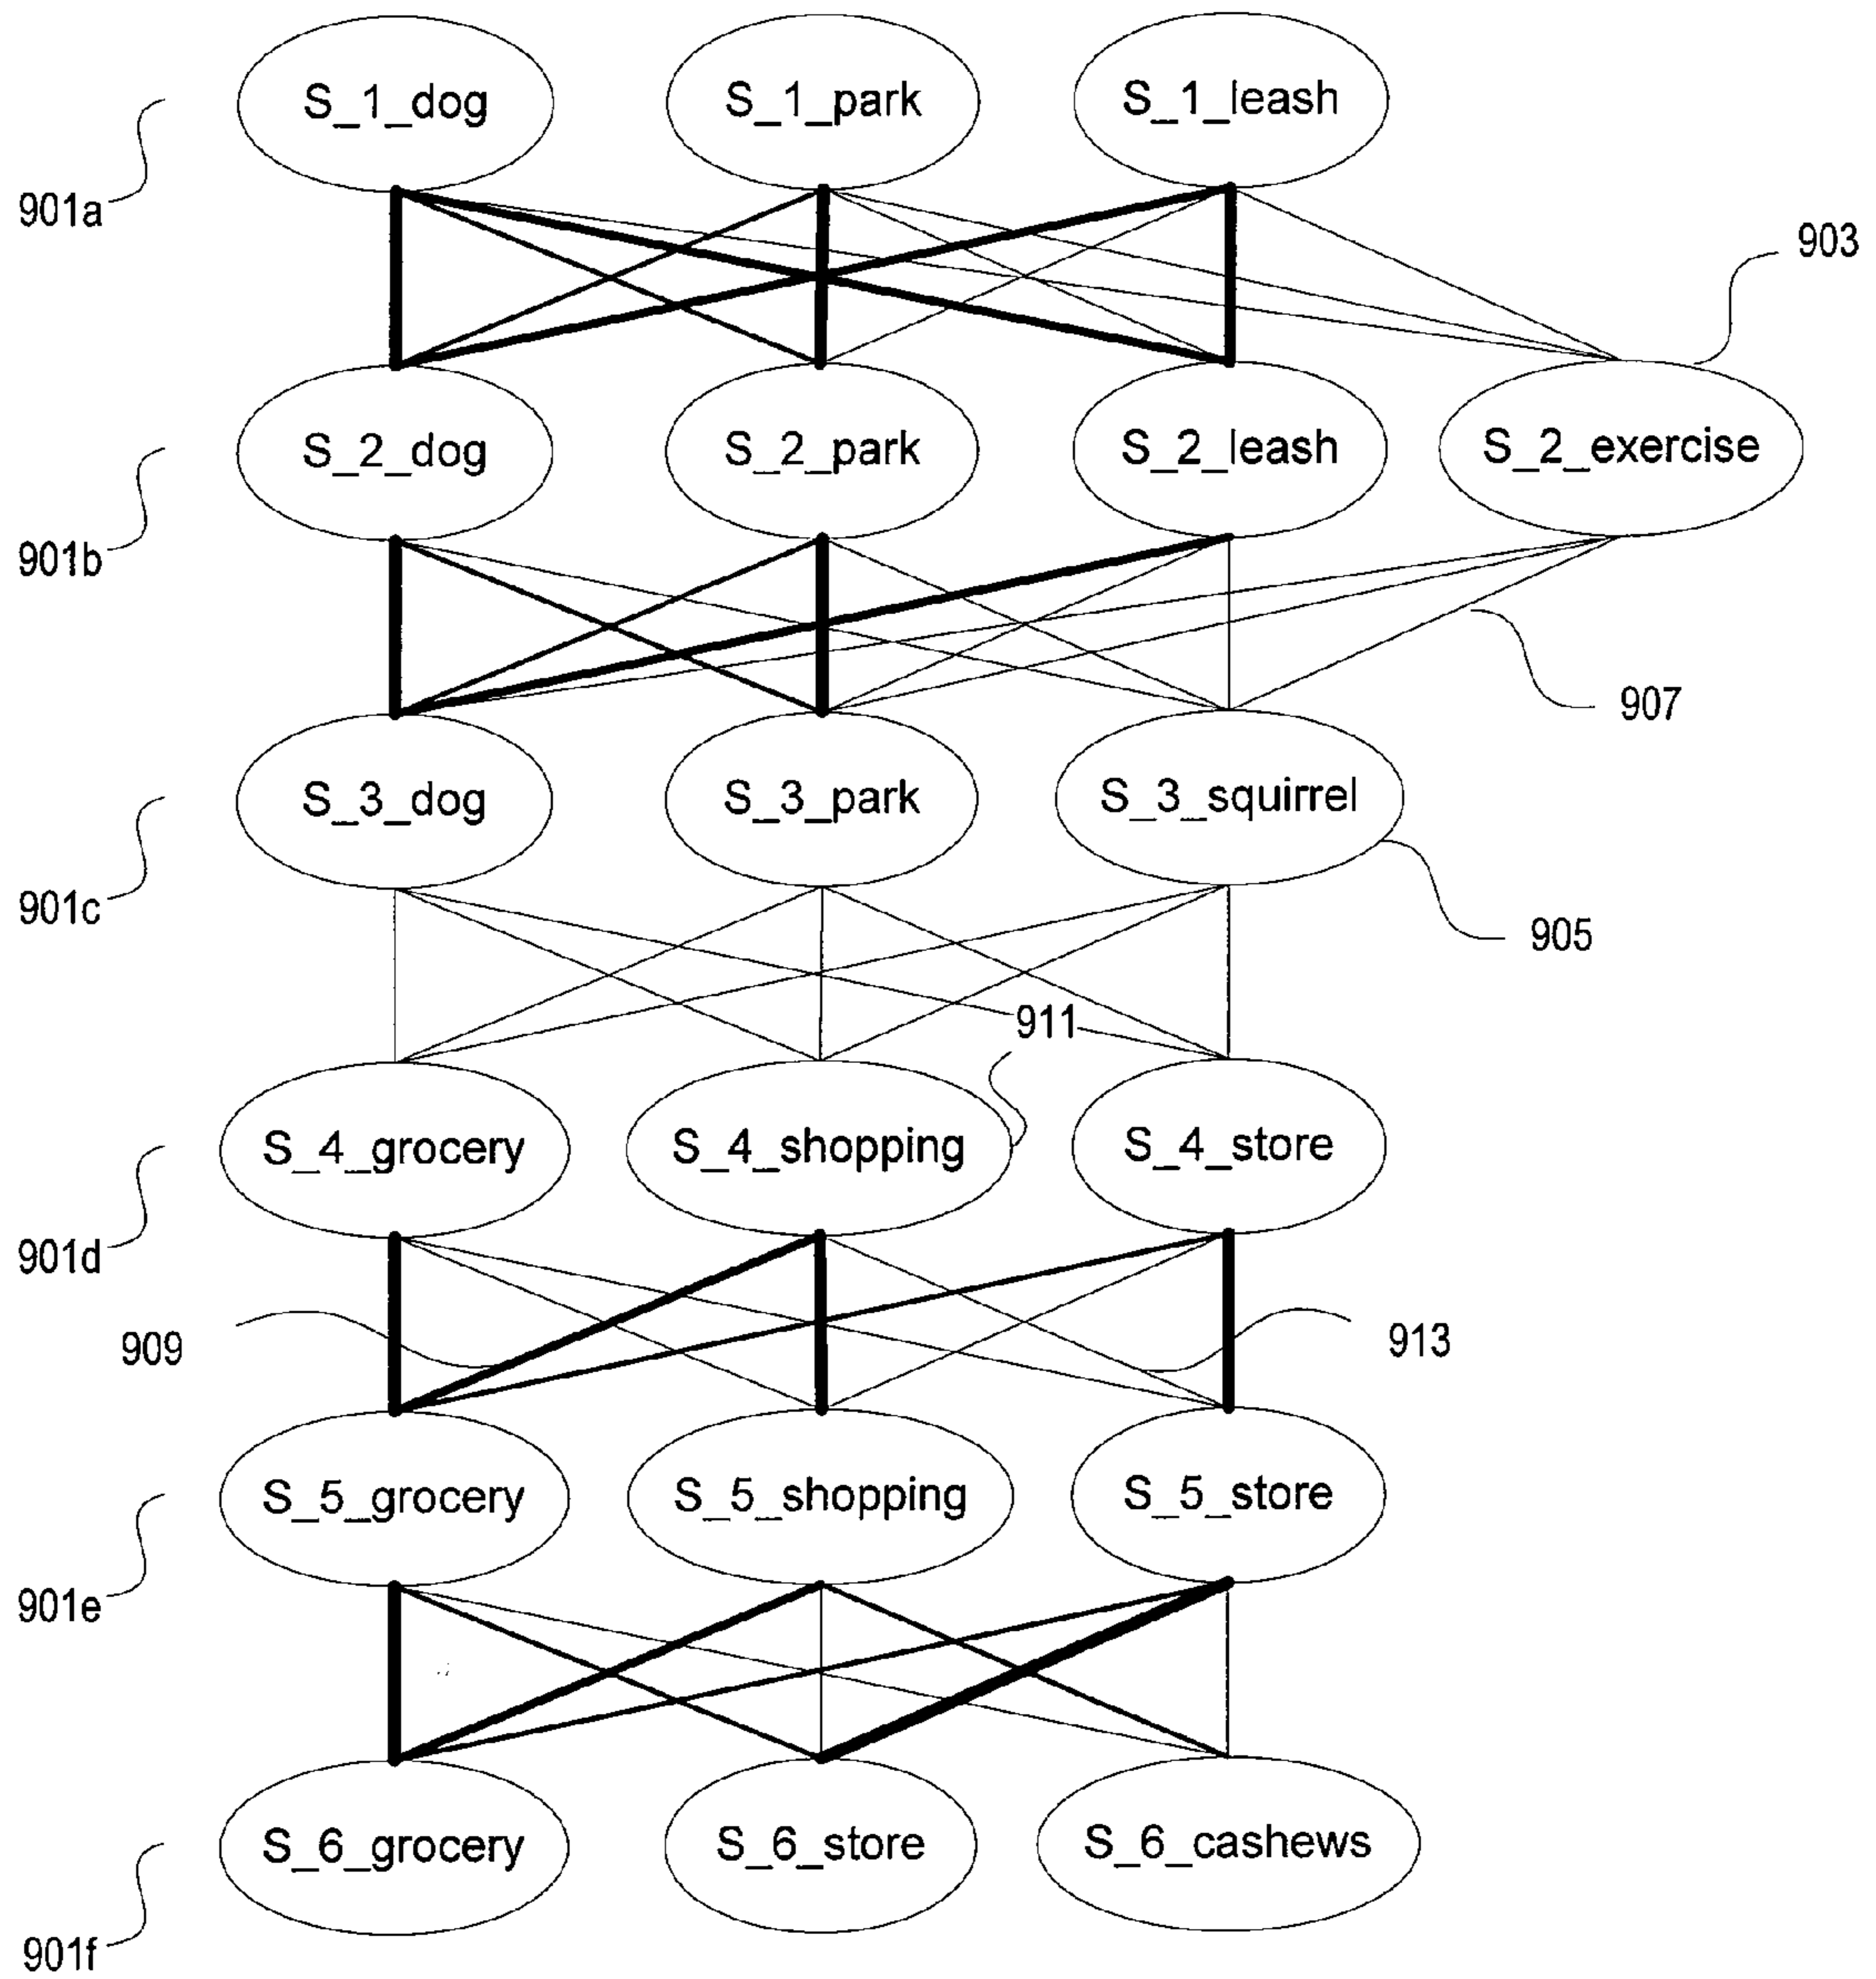 S_1_dog
S_1_park
S_1_leash
901a
903
S_2_dog
S_2_park
S_2_leash
S_2_exercise
901b
907
S_3_dog
S_3_park
S_3_squirrel
901c
905
911
S_4_grocery
S_4_shopping
S_4_store
901d
909
913
S_5_grocery
S_5_shopping
S_5_store
901e
S_6_grocery
S_6_store
S_6_cashews
901f